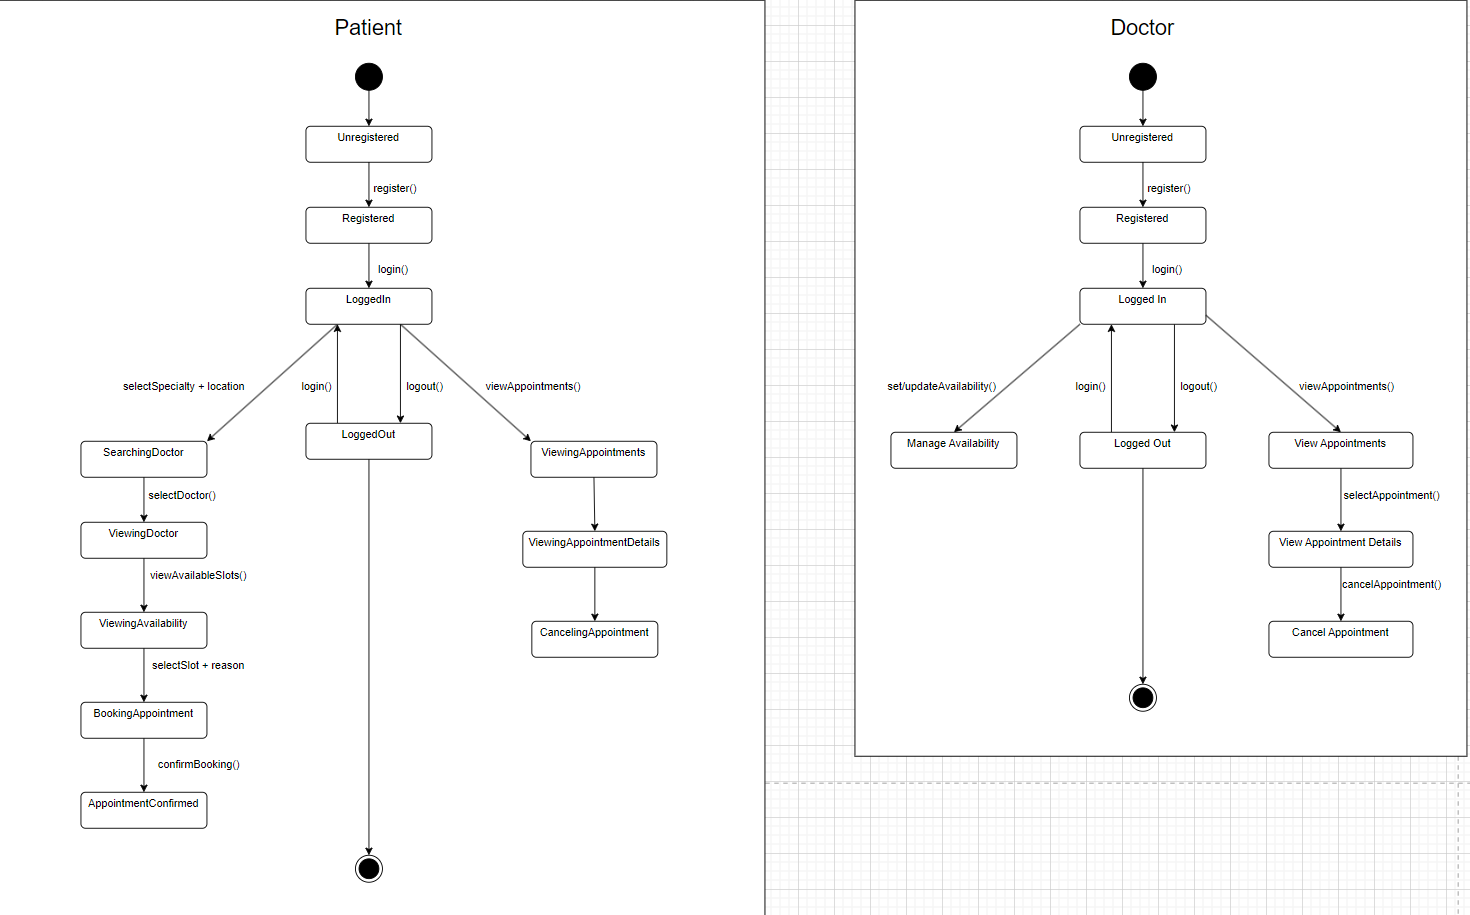 Patient
Unregistered
register()
Registered
login()
LoggedIn
selectSpecialty + location
login()
logout()
viewAppointments()
LoggedOut
SearchingDoctor
ViewingAppointments
selectDoctor()
ViewingDoctor
ViewingAppointmentDetails
viewAvailableSlots()
ViewingAvailability
CancelingAppointment
selectSlot + reason
BookingAppointment
confirmBooking()
AppointmentConfirmed
Doctor
Unregistered
register()
Registered
login()
Logged In
set/updateAvailability()
login()
logout()
viewAppointments()
Manage Availability
Logged Out
View Appointments
selectAppointment()
View Appointment Details
cancelAppointment()
Cancel Appointment